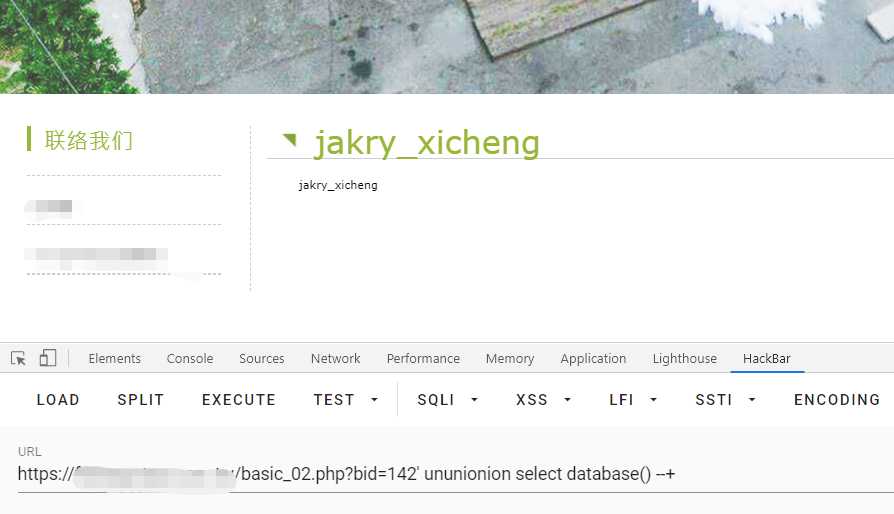 联络我们
jakry_xicheng
jakry_xicheng
Elements Console Sources Network Performance Memory Application Lighthouse HackBar
LOAD SPLIT EXECUTE TEST SQLI XSS LFI SSTI ENCODING
URL
https:// /basic_02.php?bid=142' ununionion select database() --+